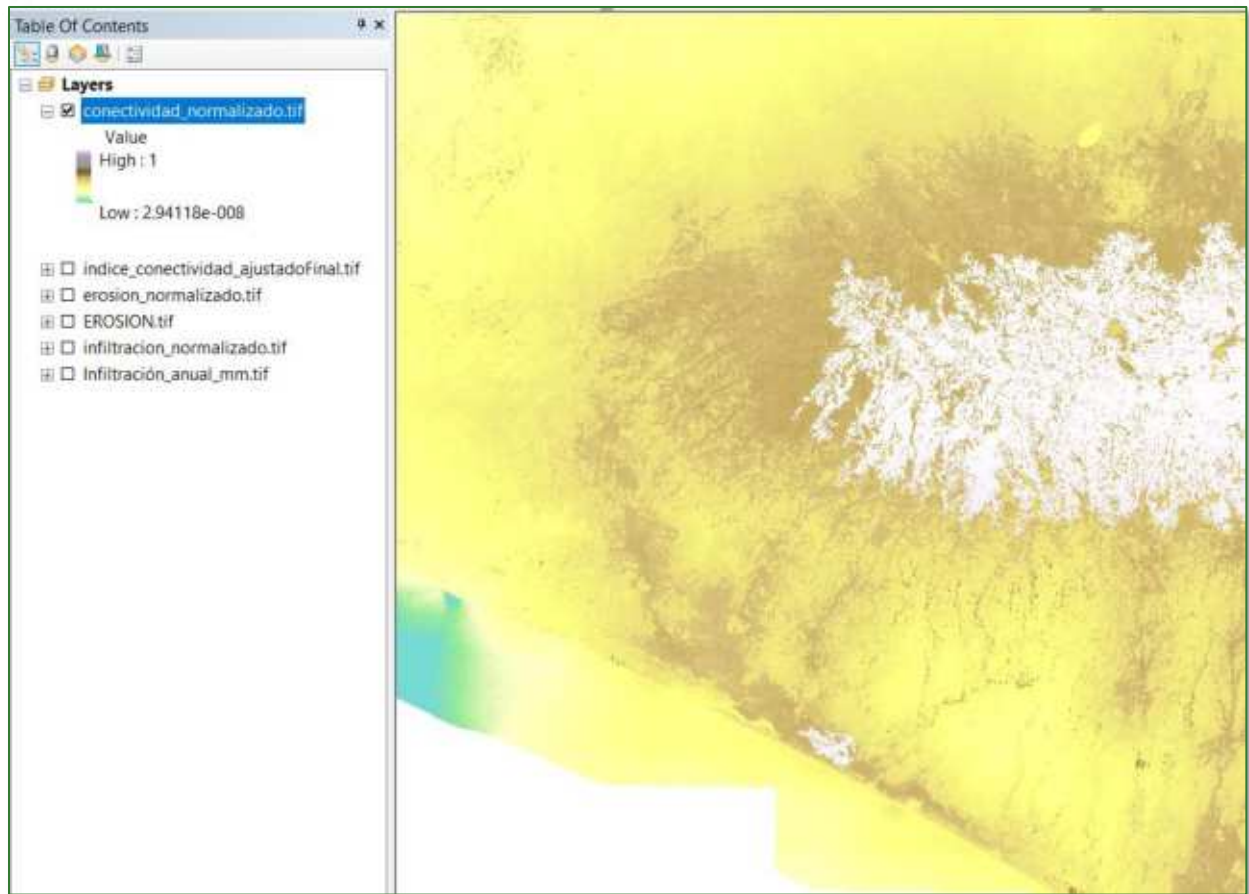 Table Of Contents
Layers
conectividad_normalizado.tif
Value
High : 1
Low : 2.94118e-008
indice_conectividad_ajustadoFinal.tif
erosion_normalizado.tif
EROSION.tif
infiltracion_normalizado.tif
Infiltración_anual_mm.tif